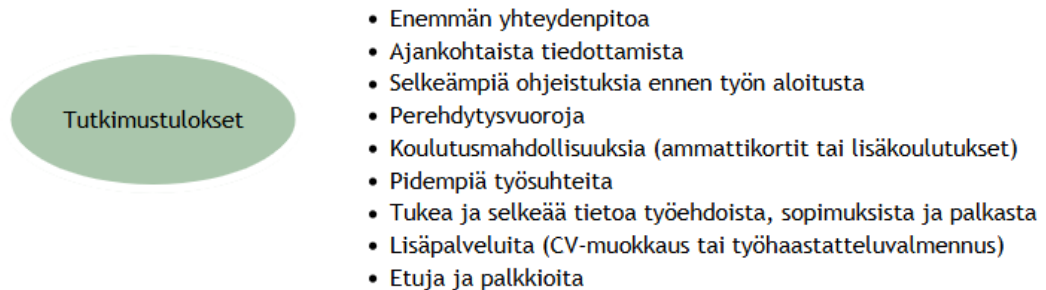 Tutkimustulokset
• Enemmän yhteydenpitoa
• Ajankohtaista tiedottamista
• Selkeämpiä ohjeistuksia ennen työn aloitusta
• Perehdytysvuoroja
• Koulutusmahdollisuuksia (ammattikortit tai lisäkoulutukset)
• Pidempiä työsuhteita
• Tukea ja selkeää tietoa työehdoista, sopimuksista ja palkasta
• Lisäpalveluita (CV-muokkaus tai työhaastatteluvalmennus)
• Etuja ja palkkioita